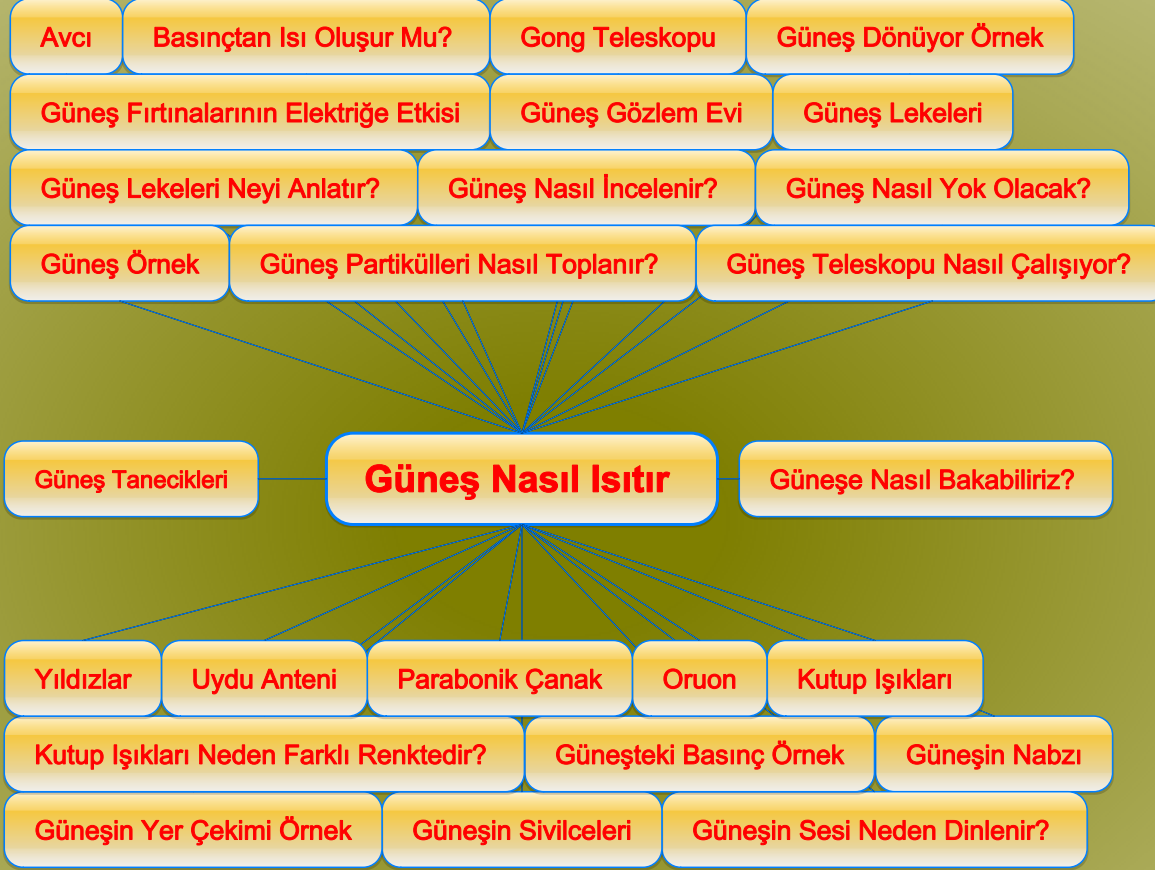 Avcı Basınçtan Isı Oluşur Mu? Gong Teleskopu Güneş Dönüyor Örnek
Güneş Fırtınalarının Elektriğe Etkisi Güneş Gözlem Evi Güneş Lekeleri
Güneş Lekeleri Neyi Anlatır? Güneş Nasıl İncelenir? Güneş Nasıl Yok Olacak?
Güneş Örnek Güneş Partikülleri Nasıl Toplanır? Güneş Teleskopu Nasıl Çalışıyor?
Güneş Tanecikleri Güneş Nasıl Isıtır Güneşe Nasıl Bakabiliriz?
Yıldızlar Uydu Anteni Parabonik Çanak Oruon Kutup Işıkları
Kutup Işıkları Neden Farklı Renktedir? Güneşteki Basınç Örnek Güneşin Nabzı
Güneşin Yer Çekimi Örnek Güneşin Sivilceleri Güneşin Sesi Neden Dinlenir?